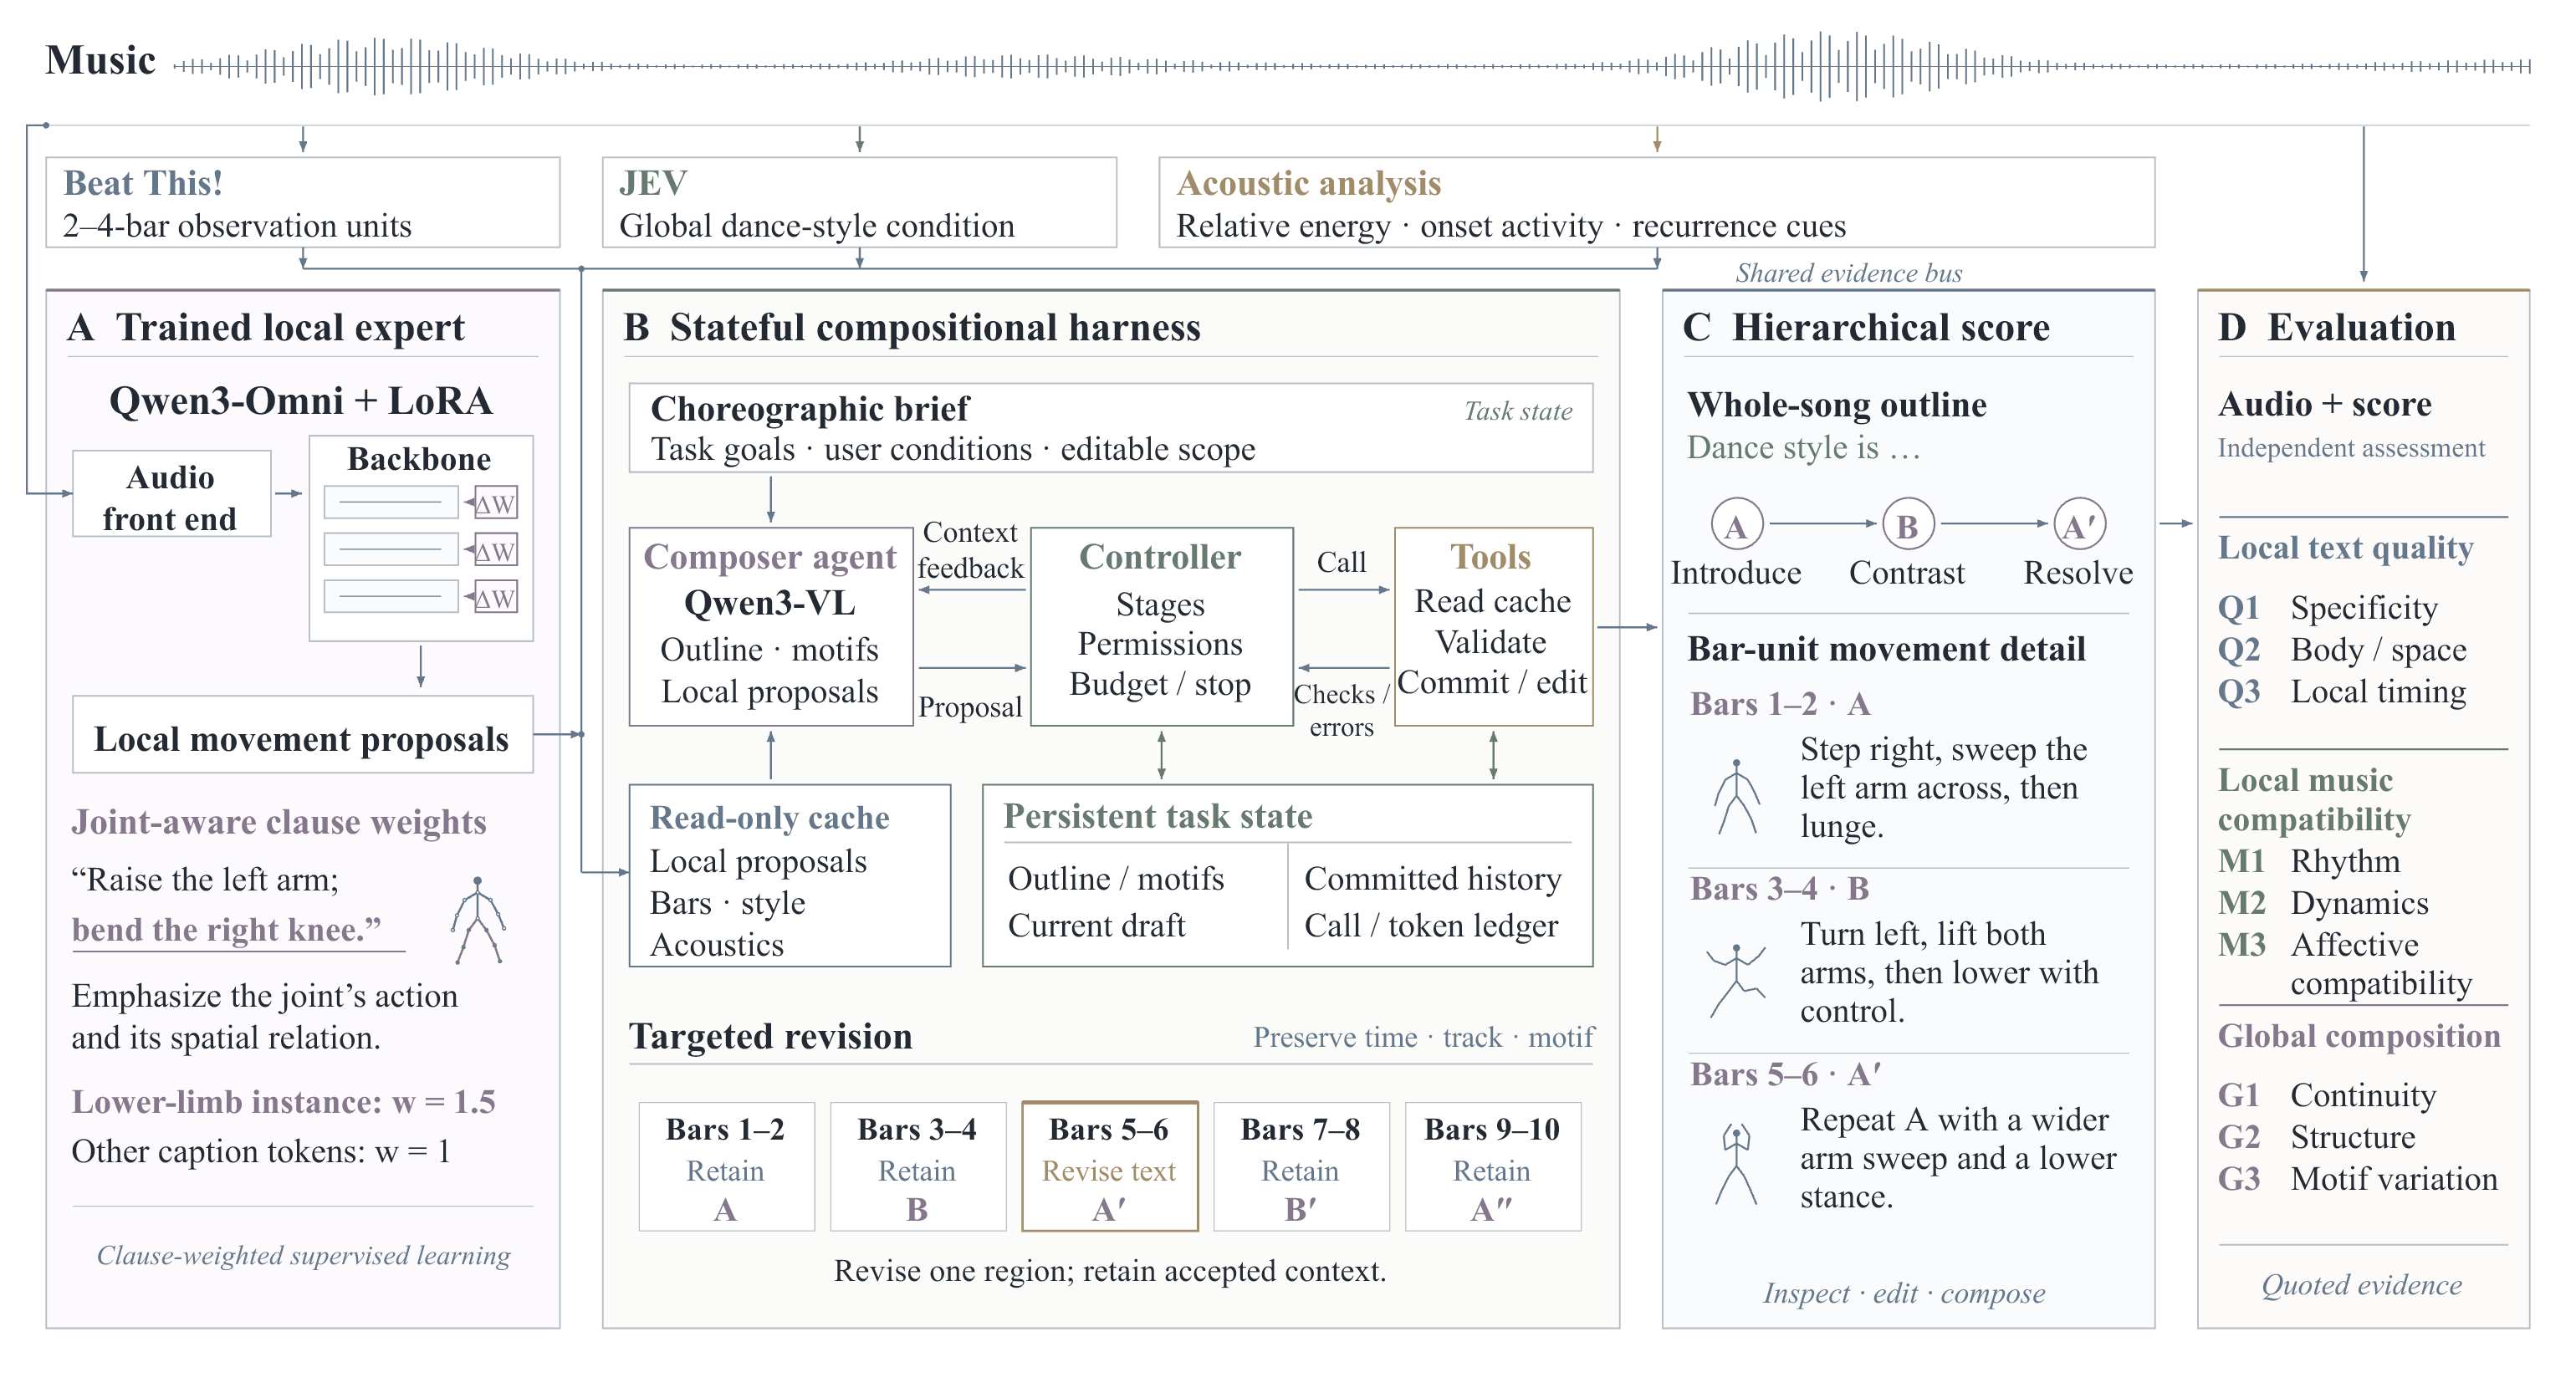 Music
Beat This!
2–4-bar observation units
JEV
Global dance-style condition
Acoustic analysis
Relative energy · onset activity · recurrence cues
Shared evidence bus
A Trained local expert
Qwen3-Omni + LoRA
Audio
front end
Backbone
ΔW
ΔW
ΔW
Local movement proposals
Joint-aware clause weights
“Raise the left arm;
bend the right knee.”
Emphasize the joint’s action
and its spatial relation.
Lower-limb instance: w = 1.5
Other caption tokens: w = 1
Clause-weighted supervised learning
B Stateful compositional harness
Choreographic brief
Task state
Task goals · user conditions · editable scope
Composer agent
Qwen3-VL
Outline · motifs
Local proposals
Context
feedback
Proposal
Controller
Stages
Permissions
Budget / stop
Call
Checks /
errors
Tools
Read cache
Validate
Commit / edit
Read-only cache
Local proposals
Bars · style
Acoustics
Persistent task state
Outline / motifs
Current draft
Committed history
Call / token ledger
Targeted revision
Preserve time · track · motif
Bars 1–2
Retain
A
Bars 3–4
Retain
B
Bars 5–6
Revise text
A′
Bars 7–8
Retain
B′
Bars 9–10
Retain
A″
Revise one region; retain accepted context.
C Hierarchical score
Whole-song outline
Dance style is …
A
B
A′
Introduce
Contrast
Resolve
Bar-unit movement detail
Bars 1–2 · A
Step right, sweep the
left arm across, then
lunge.
Bars 3–4 · B
Turn left, lift both
arms, then lower with
control.
Bars 5–6 · A′
Repeat A with a wider
arm sweep and a lower
stance.
Inspect · edit · compose
D Evaluation
Audio + score
Independent assessment
Local text quality
Q1 Specificity
Q2 Body / space
Q3 Local timing
Local music
compatibility
M1 Rhythm
M2 Dynamics
M3 Affective
compatibility
Global composition
G1 Continuity
G2 Structure
G3 Motif variation
Quoted evidence